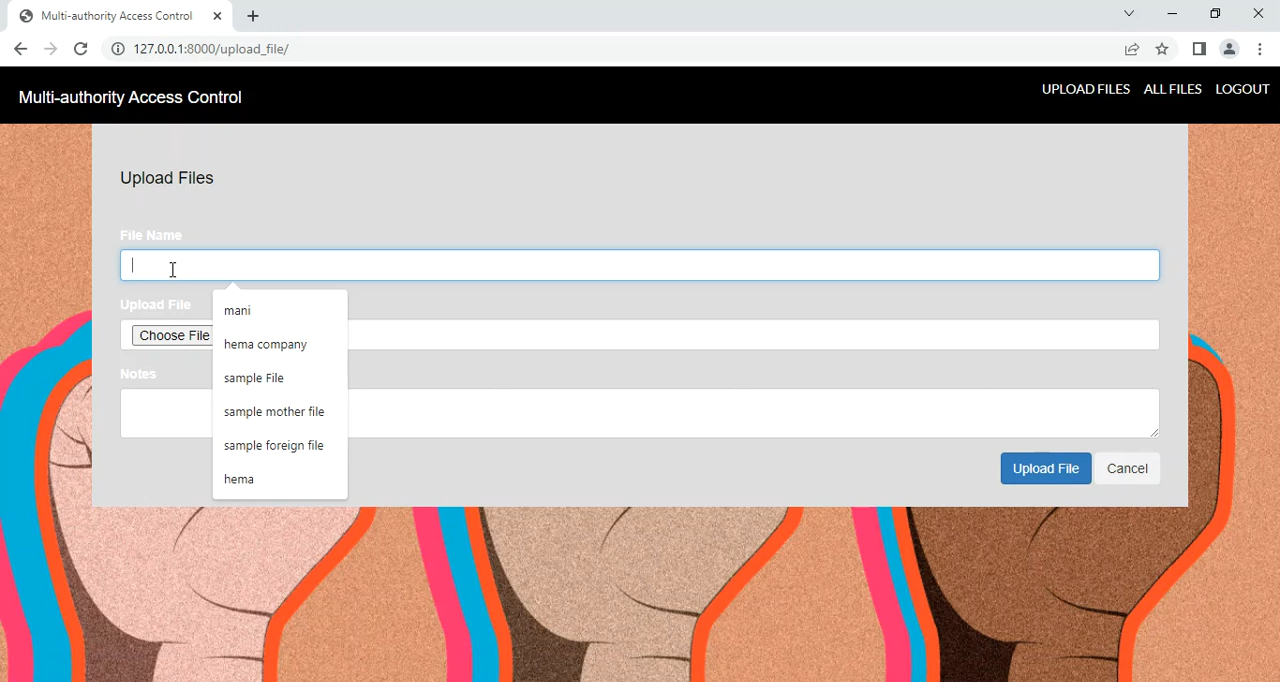 Multi-authority Access Control
127.0.0.1:8000/upload_file/
Multi-authority Access Control
UPLOAD FILES ALL FILES LOGOUT
Upload Files
File Name
Upload File
Choose File
Notes
mani
hema company
sample File
sample mother file
sample foreign file
hema
Upload File Cancel